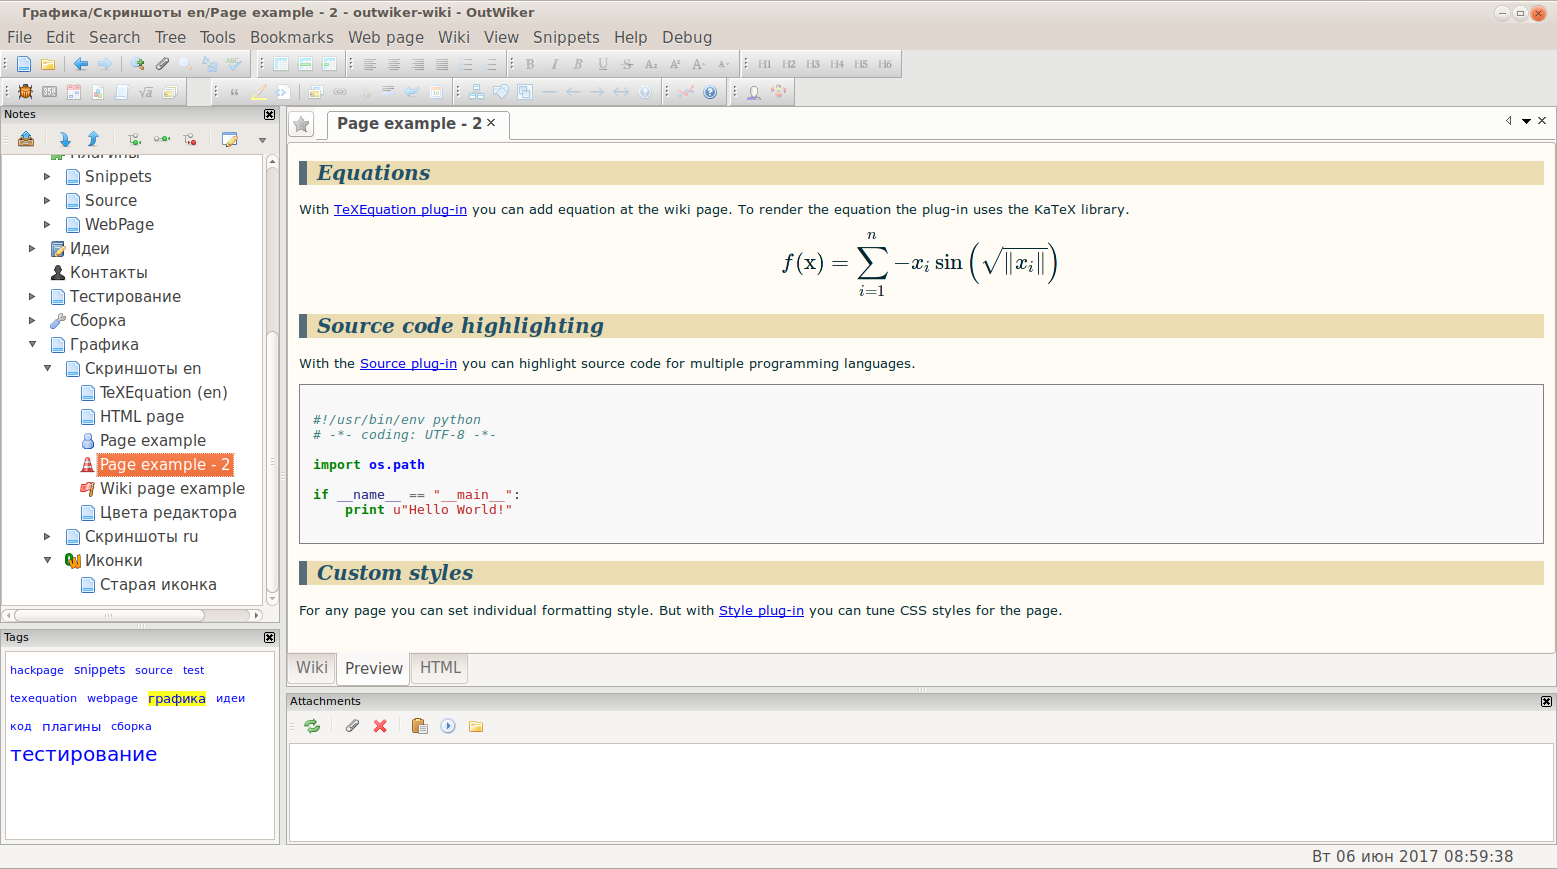 Графика/Скриншоты en/Page example - 2 - outwiker-wiki - OutWiker
File Edit Search Tree Tools Bookmarks Web page Wiki View Snippets Help Debug
B I B U S A₂ A² A+ A- H1 H2 H3 H4 H5 H6
Notes
Плагины
Snippets
Source
WebPage
Идеи
Контакты
Тестирование
Сборка
Графика
Скриншоты en
TeXEquation (en)
HTML page
Page example
Page example - 2
Wiki page example
Цвета редактора
Скриншоты ru
Иконки
Старая иконка
Tags
hackpage snippets source test
texequation webpage графика идеи
код плагины сборка
тестирование
Page example - 2
Equations
With TeXEquation plug-in you can add equation at the wiki page. To render the equation the plug-in uses the KaTeX library.
f(x) = ∑_{i=1}^{n} −x_i sin (√‖x_i‖)
Source code highlighting
With the Source plug-in you can highlight source code for multiple programming languages.
#!/usr/bin/env python
# -*- coding: UTF-8 -*-
import os.path
if __name__ == "__main__":
print u"Hello World!"
Custom styles
For any page you can set individual formatting style. But with Style plug-in you can tune CSS styles for the page.
Wiki Preview HTML
Attachments
Вт 06 июн 2017 08:59:38